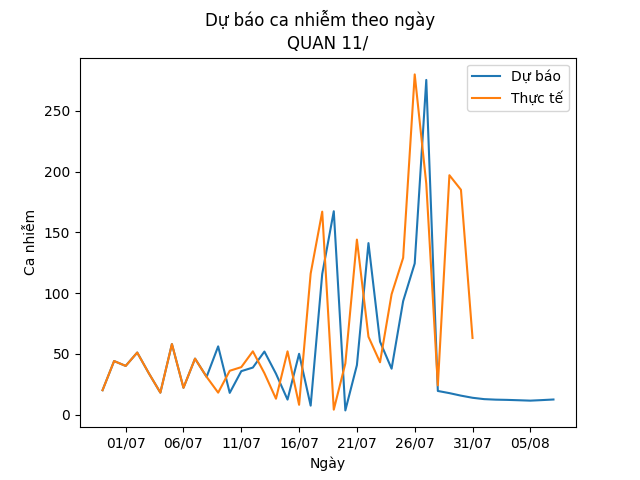 Dự báo ca nhiễm theo ngày
QUAN 11/
Dự báo
Thực tế
Ca nhiễm
250
200
150
100
50
0
01/07 06/07 11/07 16/07 21/07 26/07 31/07 05/08
Ngày